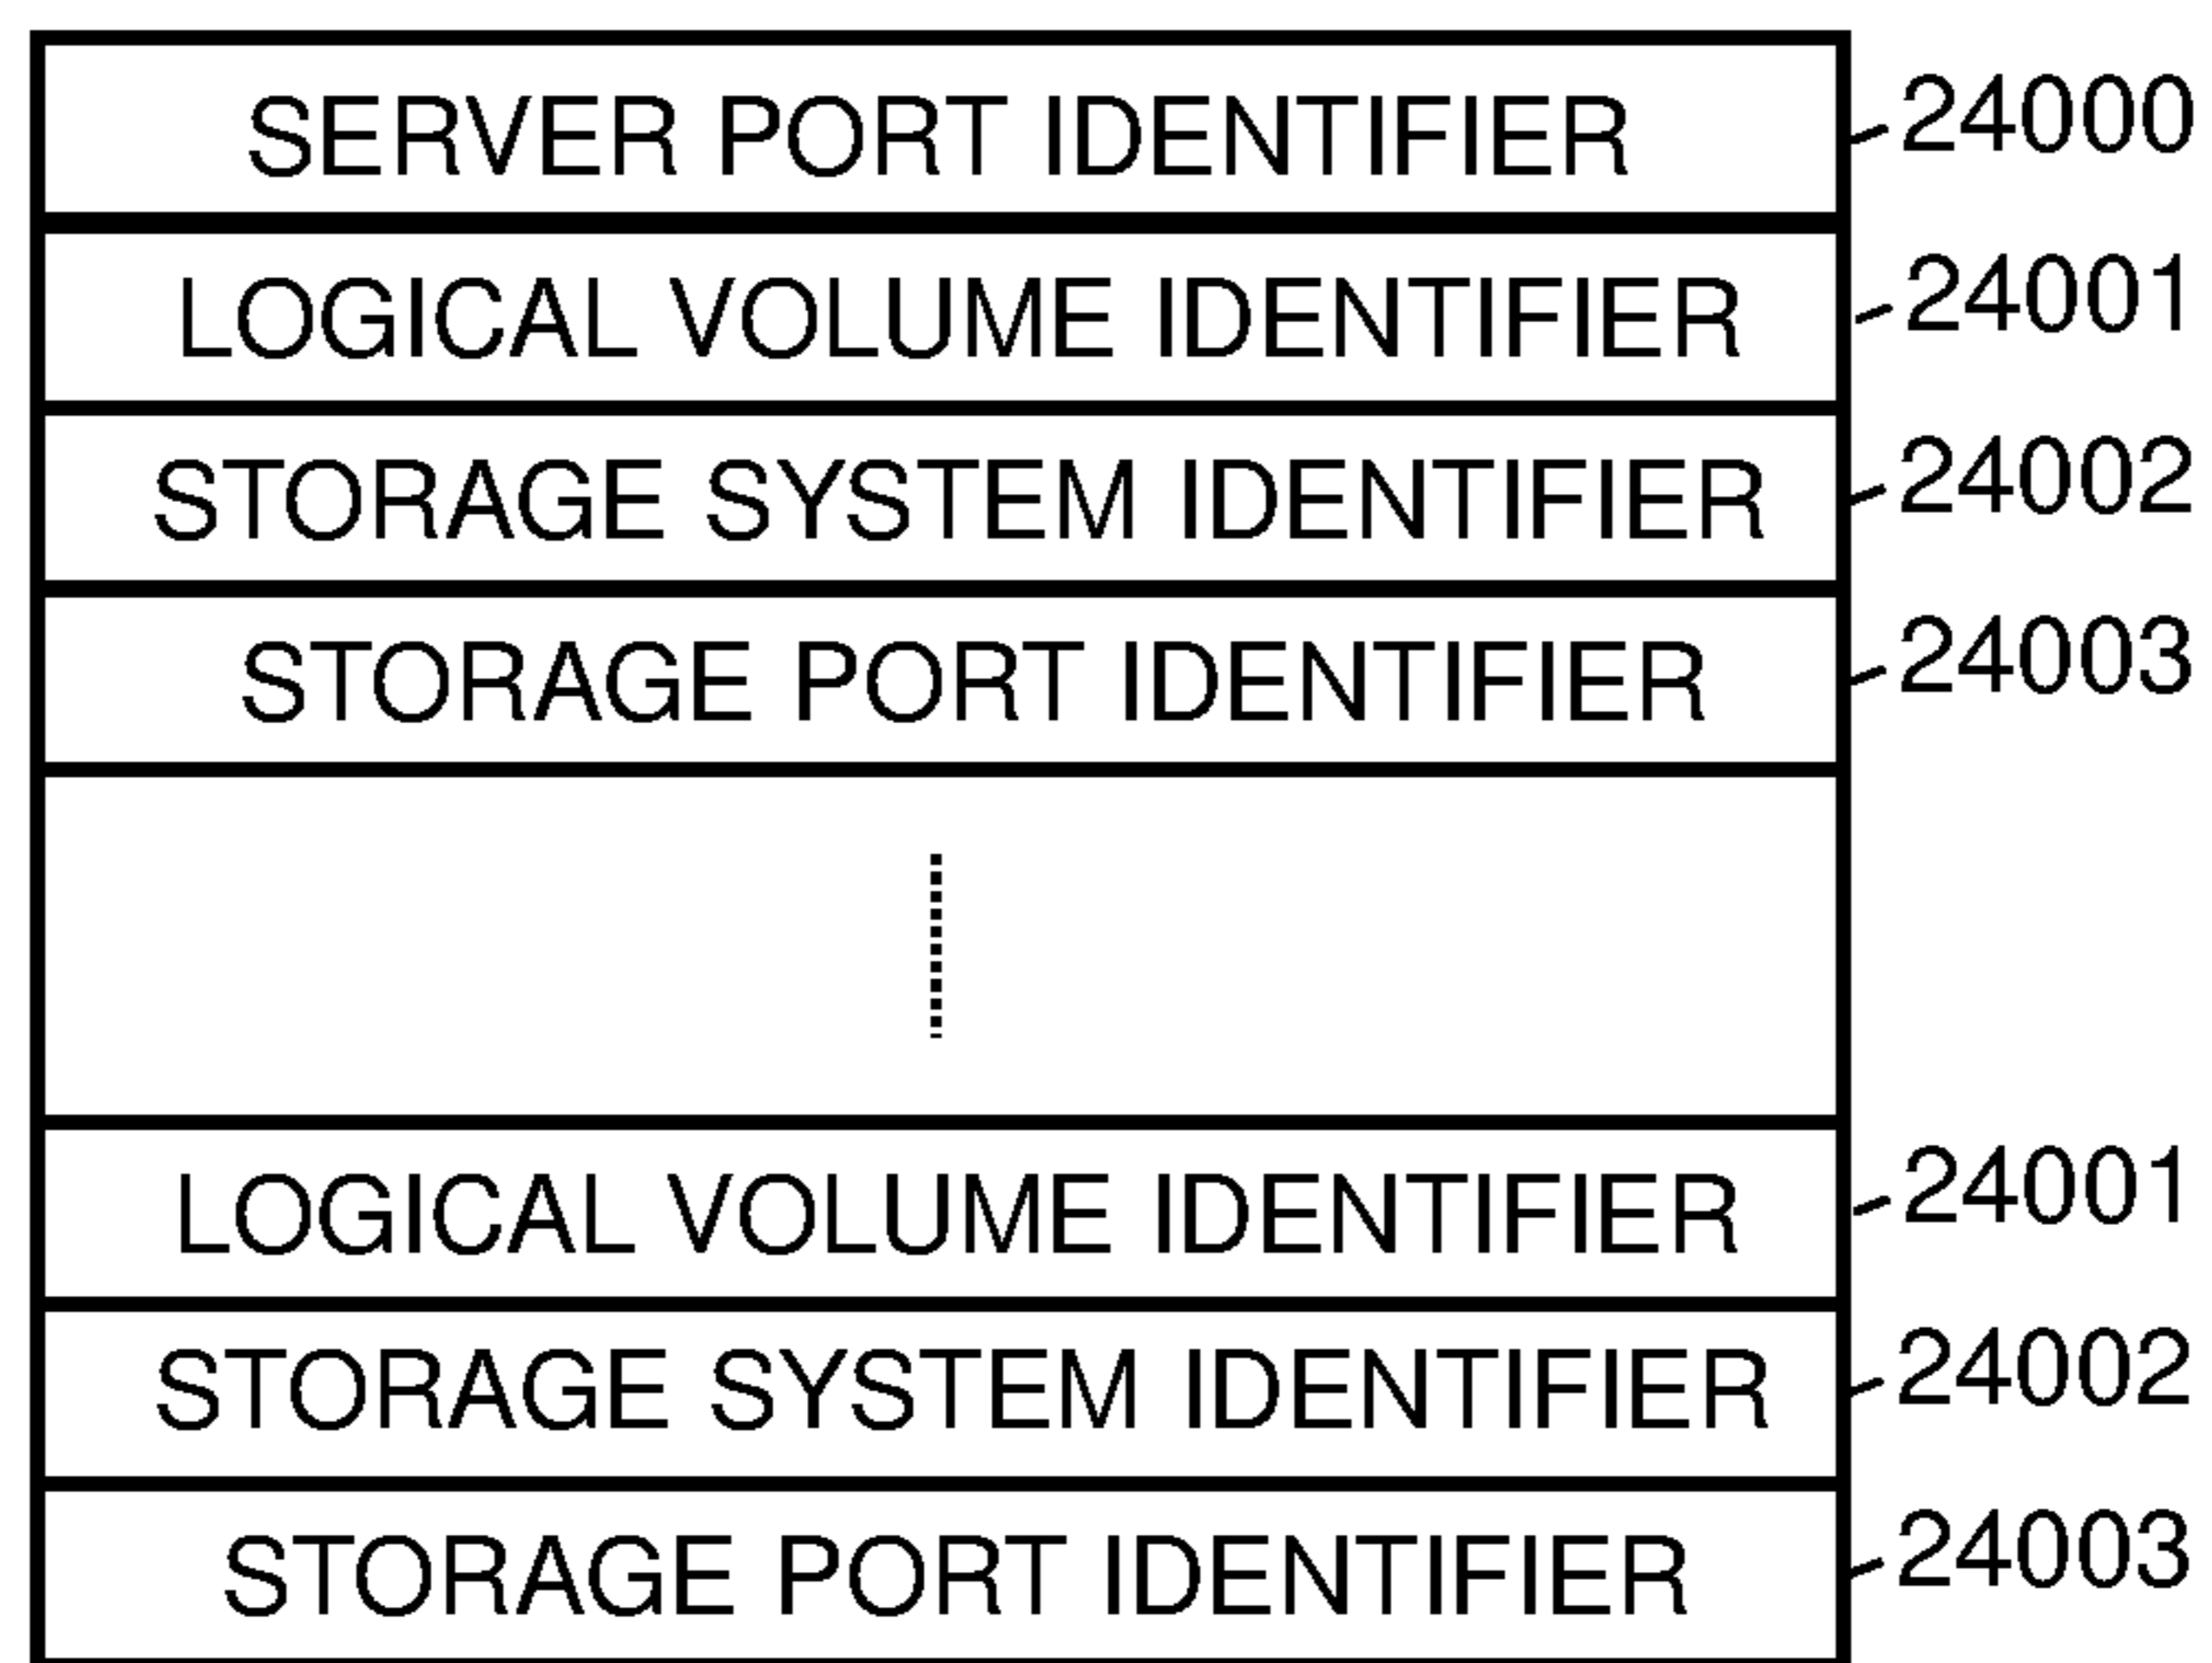 SERVER PORT IDENTIFIER 24000
LOGICAL VOLUME IDENTIFIER 24001
STORAGE SYSTEM IDENTIFIER 24002
STORAGE PORT IDENTIFIER 24003
LOGICAL VOLUME IDENTIFIER 24001
STORAGE SYSTEM IDENTIFIER 24002
STORAGE PORT IDENTIFIER 24003